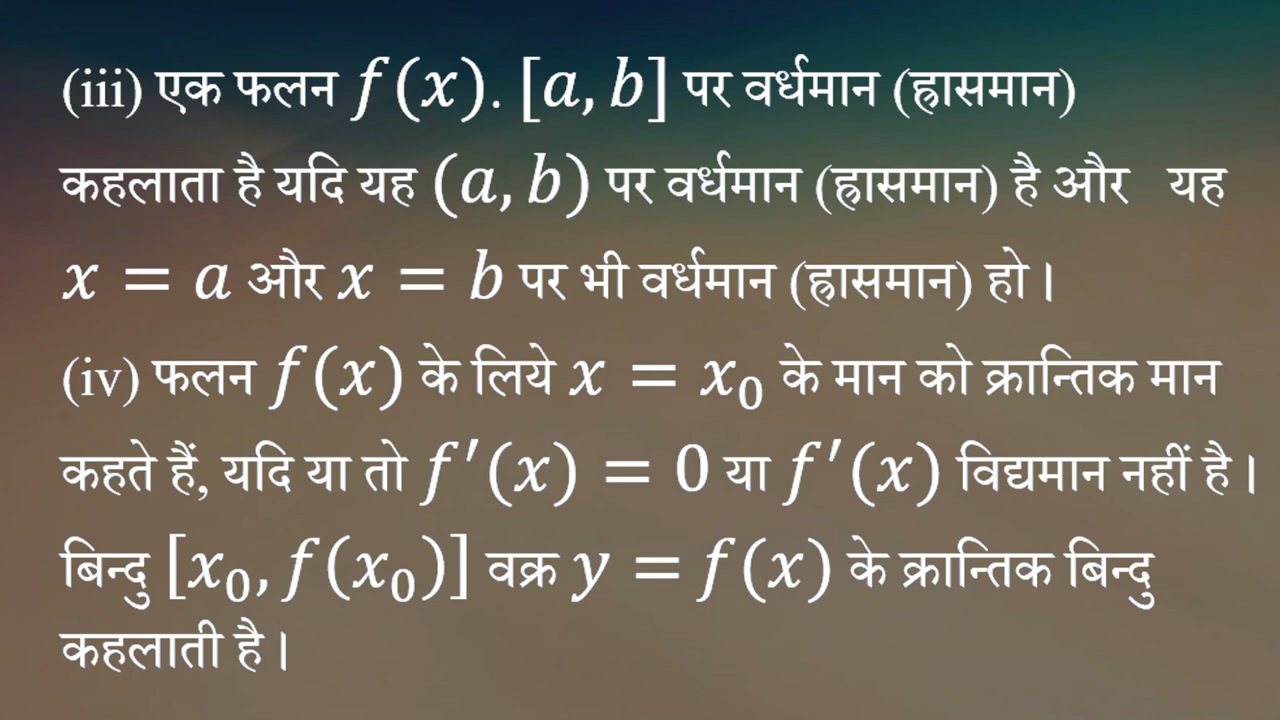 (iii) एक फलन f(x). [a, b] पर वर्धमान (ह्रासमान)
कहलाता है यदि यह (a, b) पर वर्धमान (ह्रासमान) है और यह
x = a और x = b पर भी वर्धमान (ह्रासमान) हो।
(iv) फलन f(x) के लिये x = x₀ के मान को क्रान्तिक मान
कहते हैं, यदि या तो f′(x) = 0 या f′(x) विद्यमान नहीं है।
बिन्दु [x₀, f(x₀)] वक्र y = f(x) के क्रान्तिक बिन्दु
कहलाती है।